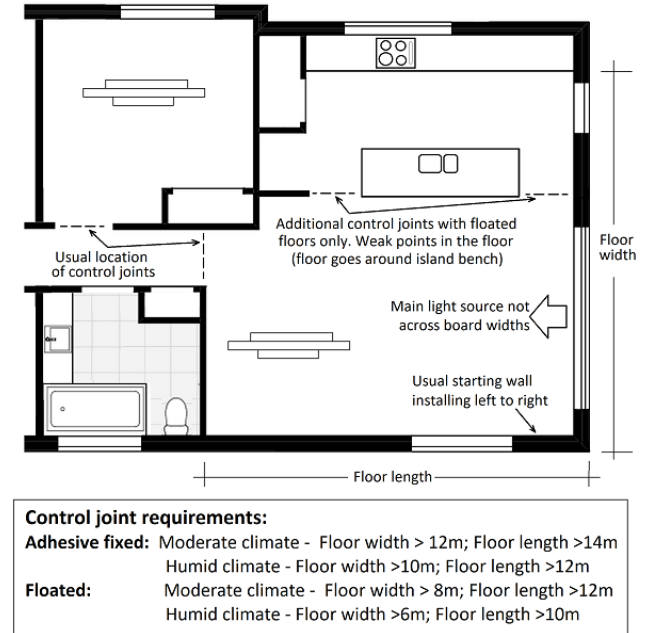 Additional control joints with floated
floors only. Weak points in the floor
(floor goes around island bench)
Usual location
of control joints
Floor
width
Main light source not
across board widths
Usual starting wall
installing left to right
Floor length
Control joint requirements:
Adhesive fixed: Moderate climate - Floor width > 12m; Floor length >14m
Humid climate - Floor width >10m; Floor length >12m
Floated: Moderate climate - Floor width > 8m; Floor length >12m
Humid climate - Floor width >6m; Floor length >10m